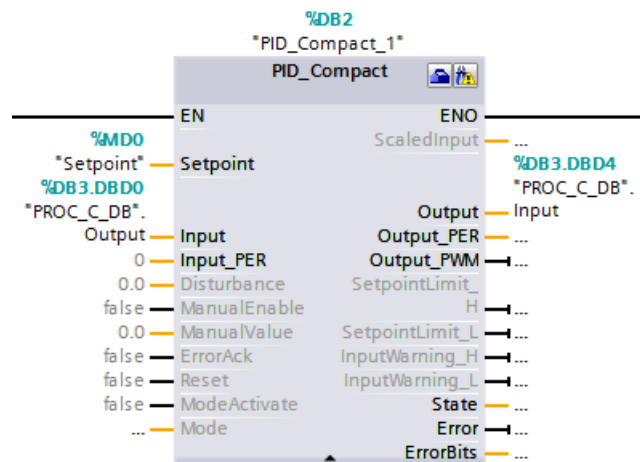 %DB2
"PID_Compact_1"
PID_Compact
EN ENO
%MD0 ScaledInput ...
"Setpoint" Setpoint %DB3.DBD4
%DB3.DBD0 "PROC_C_DB".
"PROC_C_DB". Output Input
Output Input Output_PER ...
0 Input_PER Output_PWM ...
0.0 Disturbance SetpointLimit_
false ManualEnable H ...
0.0 ManualValue SetpointLimit_L ...
false ErrorAck InputWarning_H ...
false Reset InputWarning_L ...
false ModeActivate State ...
... Mode Error ...
ErrorBits ...